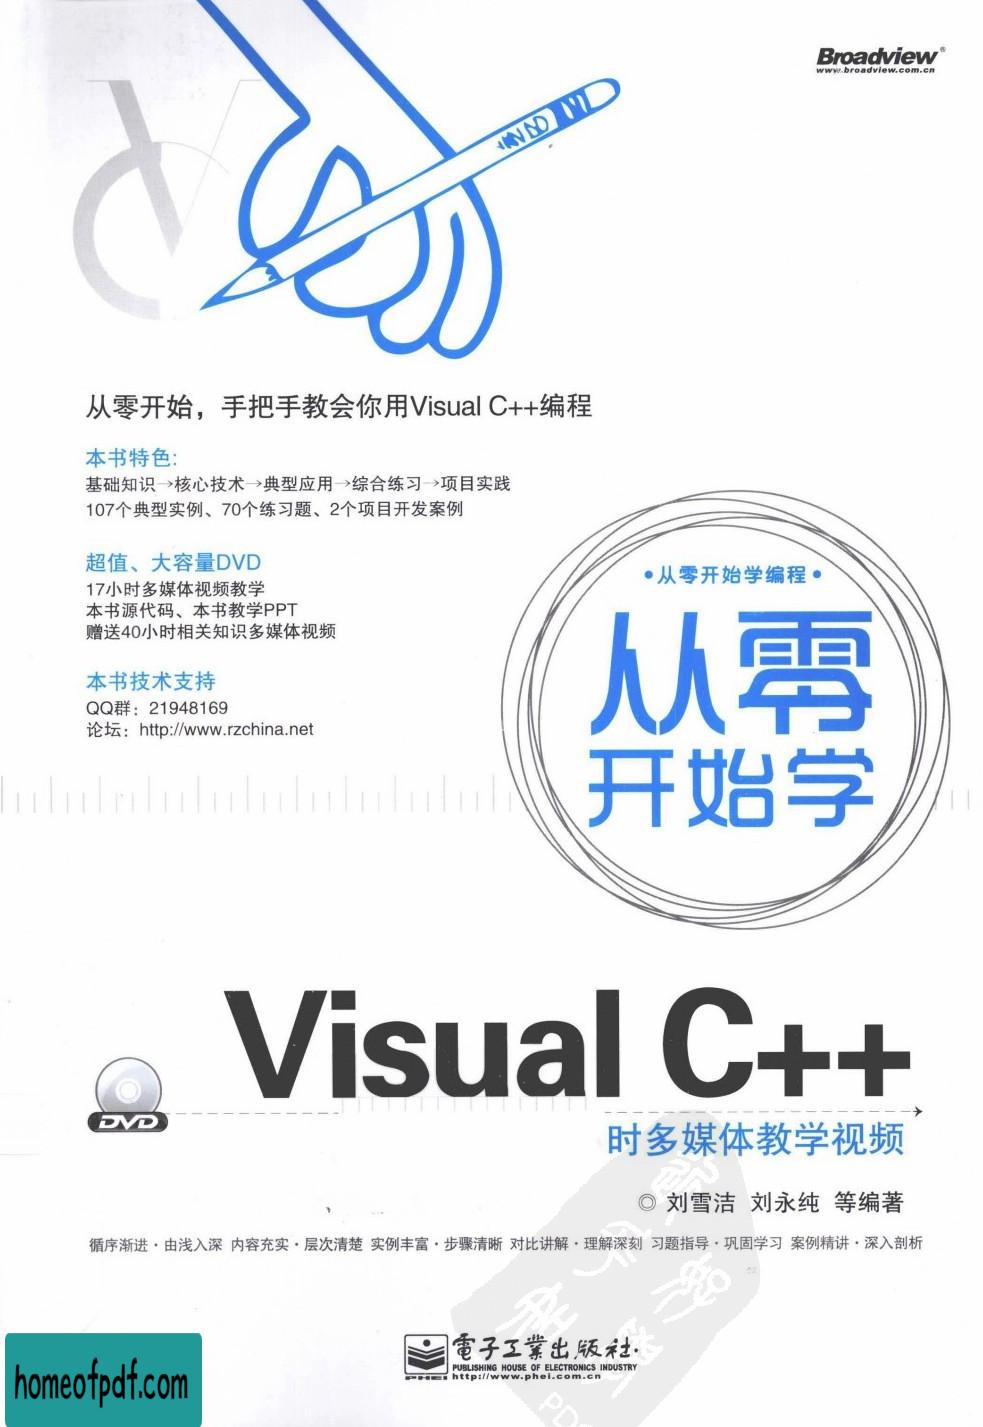 Broadview®
www.broadview.com.cn
从零开始，手把手教会你用Visual C++编程
本书特色:
基础知识→核心技术→典型应用→综合练习→项目实践
107个典型实例、70个练习题、2个项目开发案例
超值、大容量DVD
17小时多媒体视频教学
本书源代码、本书教学PPT
赠送40小时相关知识多媒体视频
本书技术支持
QQ群：21948169
论坛：http://www.rzchina.net
•从零开始学编程•
从零
开始学
Visual C++
DVD
时多媒体教学视频
◎ 刘雪洁 刘永纯 等编著
循序渐进·由浅入深 内容充实·层次清楚 实例丰富·步骤清晰 对比讲解·理解深刻 习题指导·巩固学习 案例精讲·深入剖析
電子工業出版社·
PUBLISHING HOUSE OF ELECTRONICS INDUSTRY
PHEI http://www.phei.com.cn
homeofpdf.com